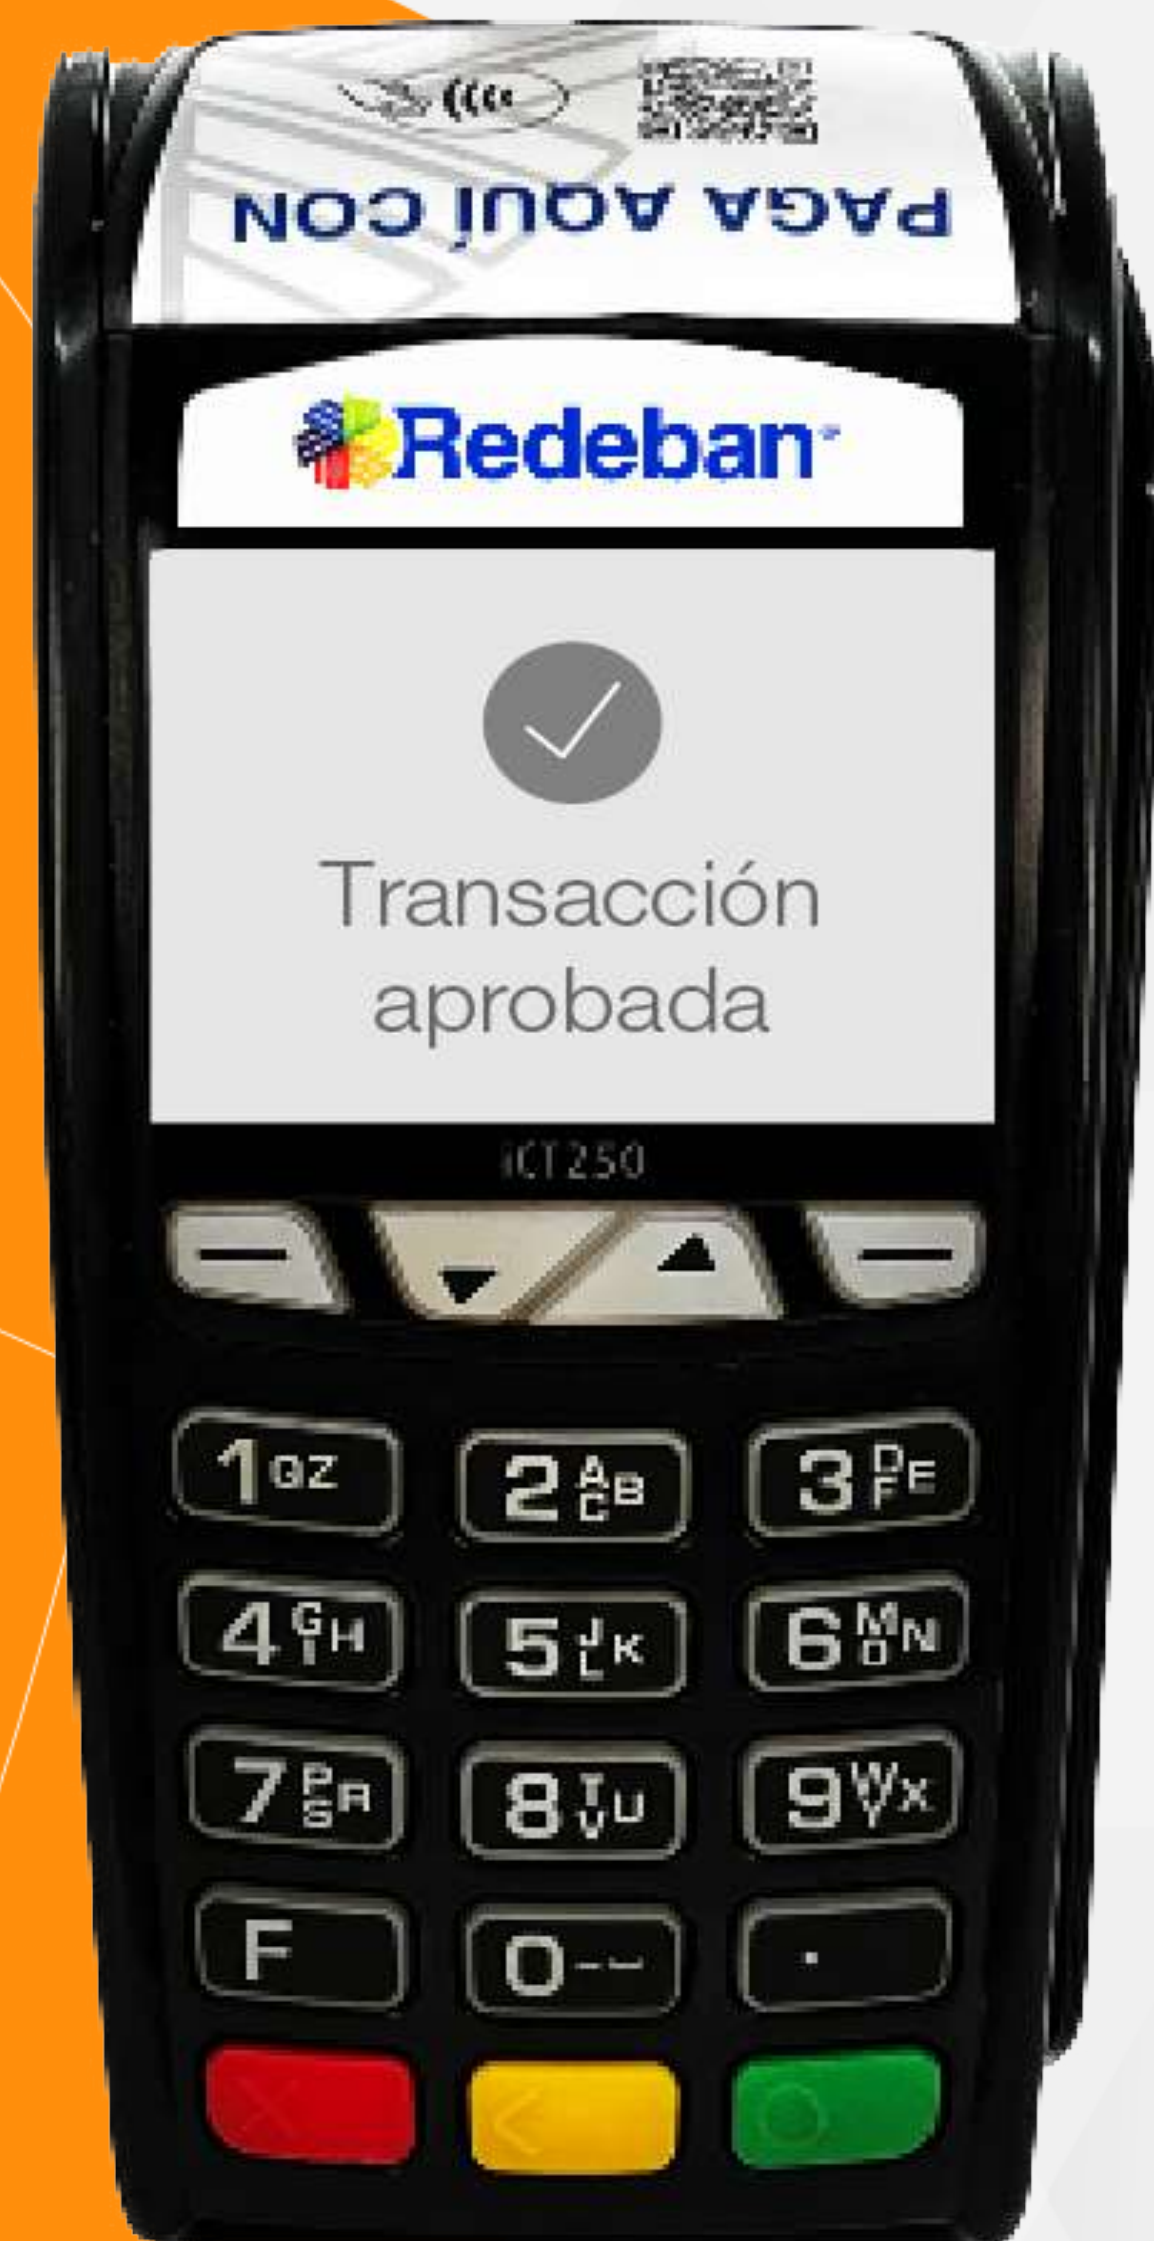 PAGA AQUÍ CON
Redeban
Transacción
aprobada
iCT250
1 QZ
2 ABC
3 DEF
4 GHI
5 JKL
6 MNO
7 PRS
8 TUV
9 WXY
F
0
.